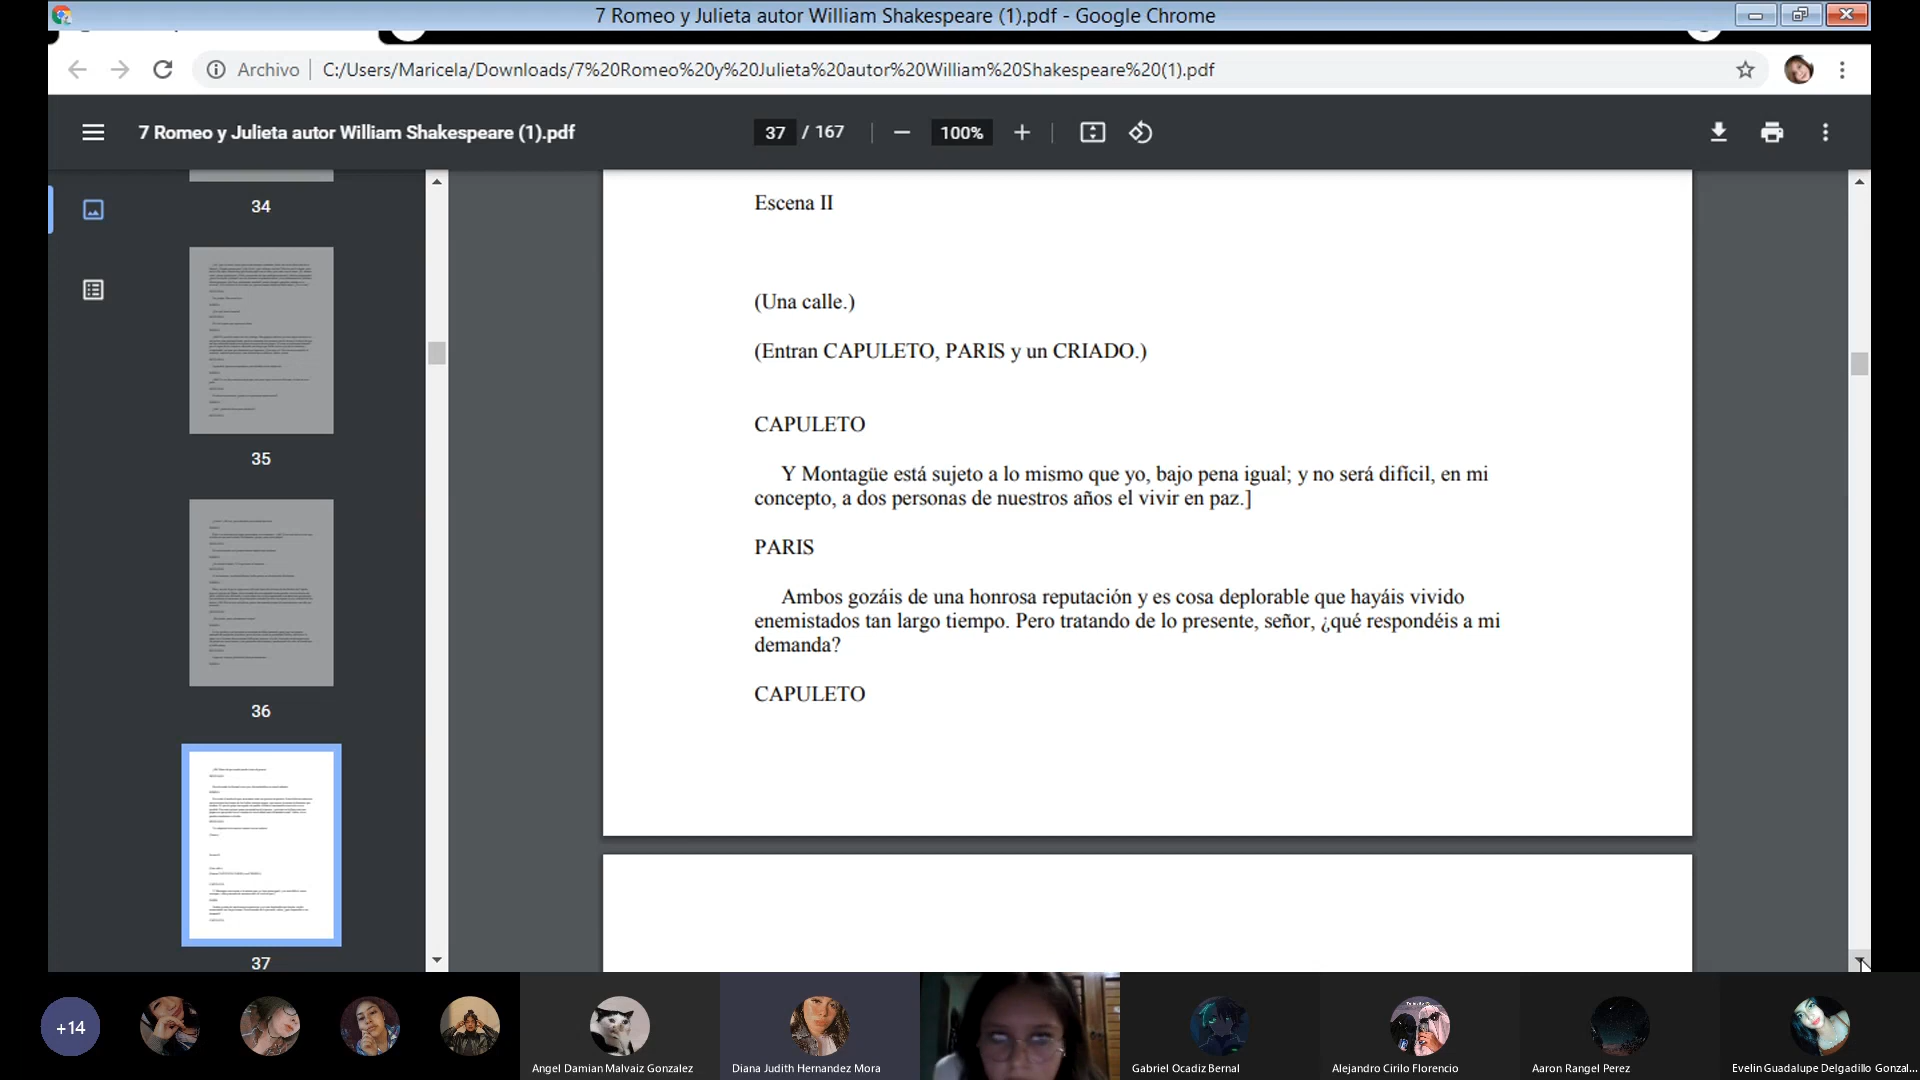 7 Romeo y Julieta autor William Shakespeare (1).pdf - Google Chrome
Archivo
C:/Users/Maricela/Downloads/7%20Romeo%20y%20Julieta%20autor%20William%20Shakespeare%20(1).pdf
7 Romeo y Julieta autor William Shakespeare (1).pdf
37 / 167
100%
34
35
36
37
Escena II
(Una calle.)
(Entran CAPULETO, PARIS y un CRIADO.)
CAPULETO
Y Montagüe está sujeto a lo mismo que yo, bajo pena igual; y no será difícil, en mi
concepto, a dos personas de nuestros años el vivir en paz.]
PARIS
Ambos gozáis de una honrosa reputación y es cosa deplorable que hayáis vivido
enemistados tan largo tiempo. Pero tratando de lo presente, señor, ¿qué respondéis a mi
demanda?
CAPULETO
+14
Angel Damian Malvaiz Gonzalez
Diana Judith Hernandez Mora
Gabriel Ocadiz Bernal
Alejandro Cirilo Florencio
Aaron Rangel Perez
Evelin Guadalupe Delgadillo Gonzal...